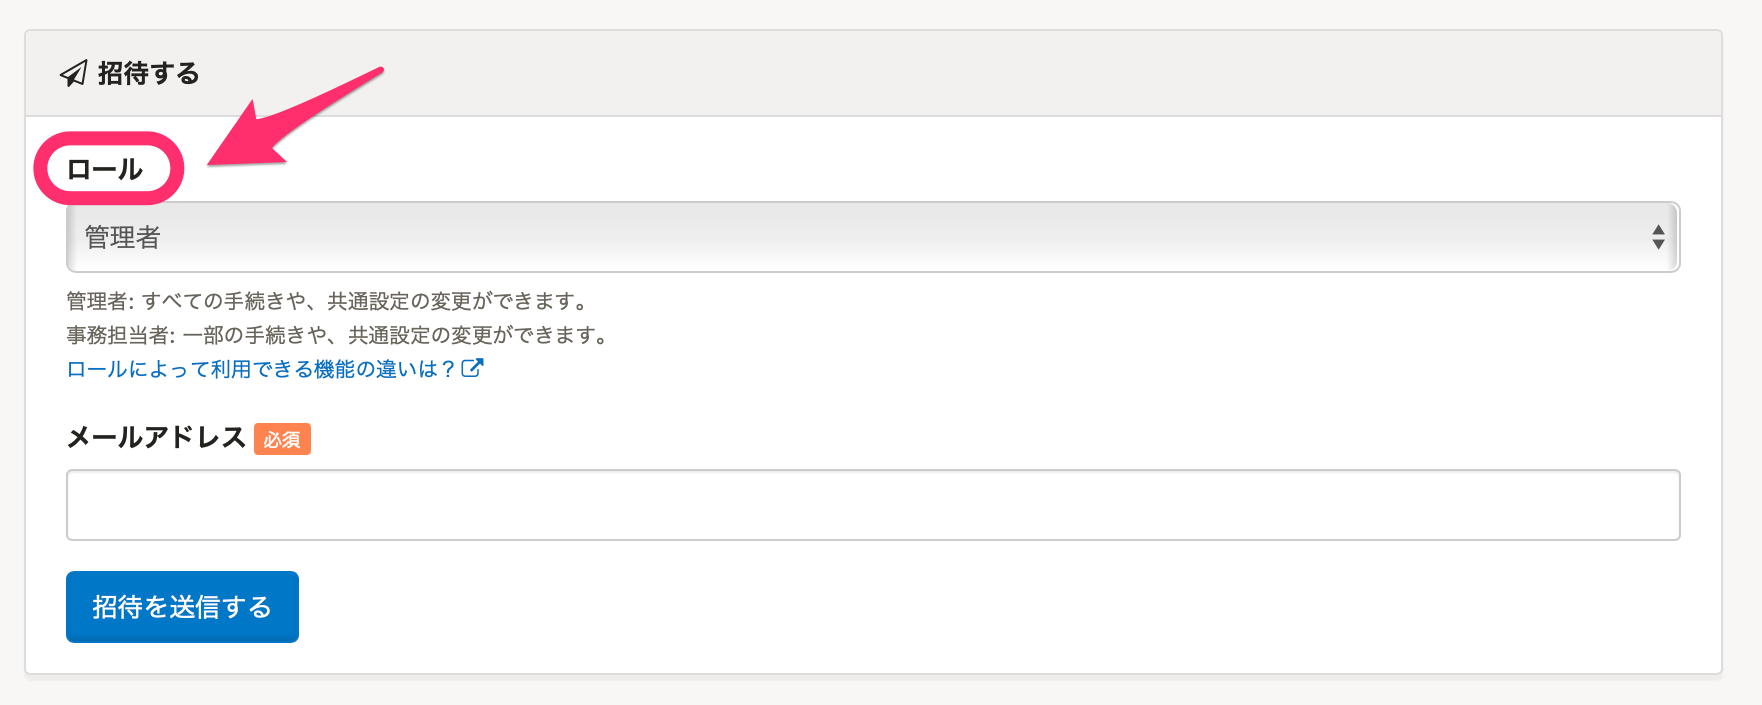 招待する
ロール
管理者
管理者: すべての手続きや、共通設定の変更ができます。
事務担当者: 一部の手続きや、共通設定の変更ができます。
ロールによって利用できる機能の違いは？
メールアドレス 必須
招待を送信する